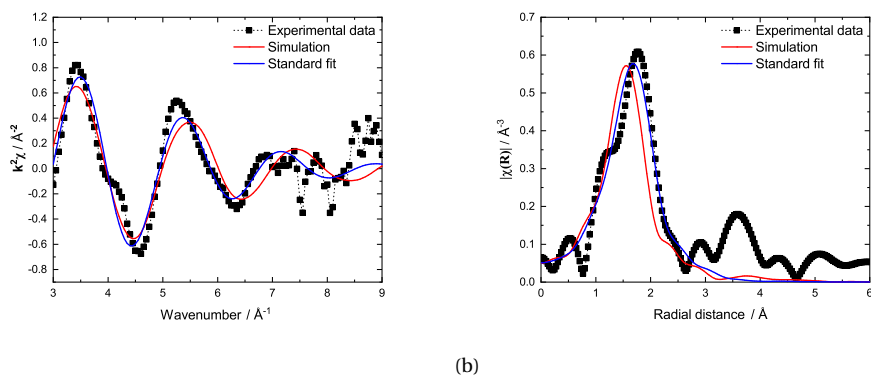 Experimental data
Simulation
Standard fit
1.2
1.0
0.8
0.6
0.4
0.2
0.0
-0.2
-0.4
-0.6
-0.8
k²χ / Å⁻²
3 4 5 6 7 8 9
Wavenumber / Å⁻¹
Experimental data
Simulation
Standard fit
0.7
0.6
0.5
0.4
0.3
0.2
0.1
0.0
|χ(R)| / Å⁻³
0 1 2 3 4 5 6
Radial distance / Å
(b)